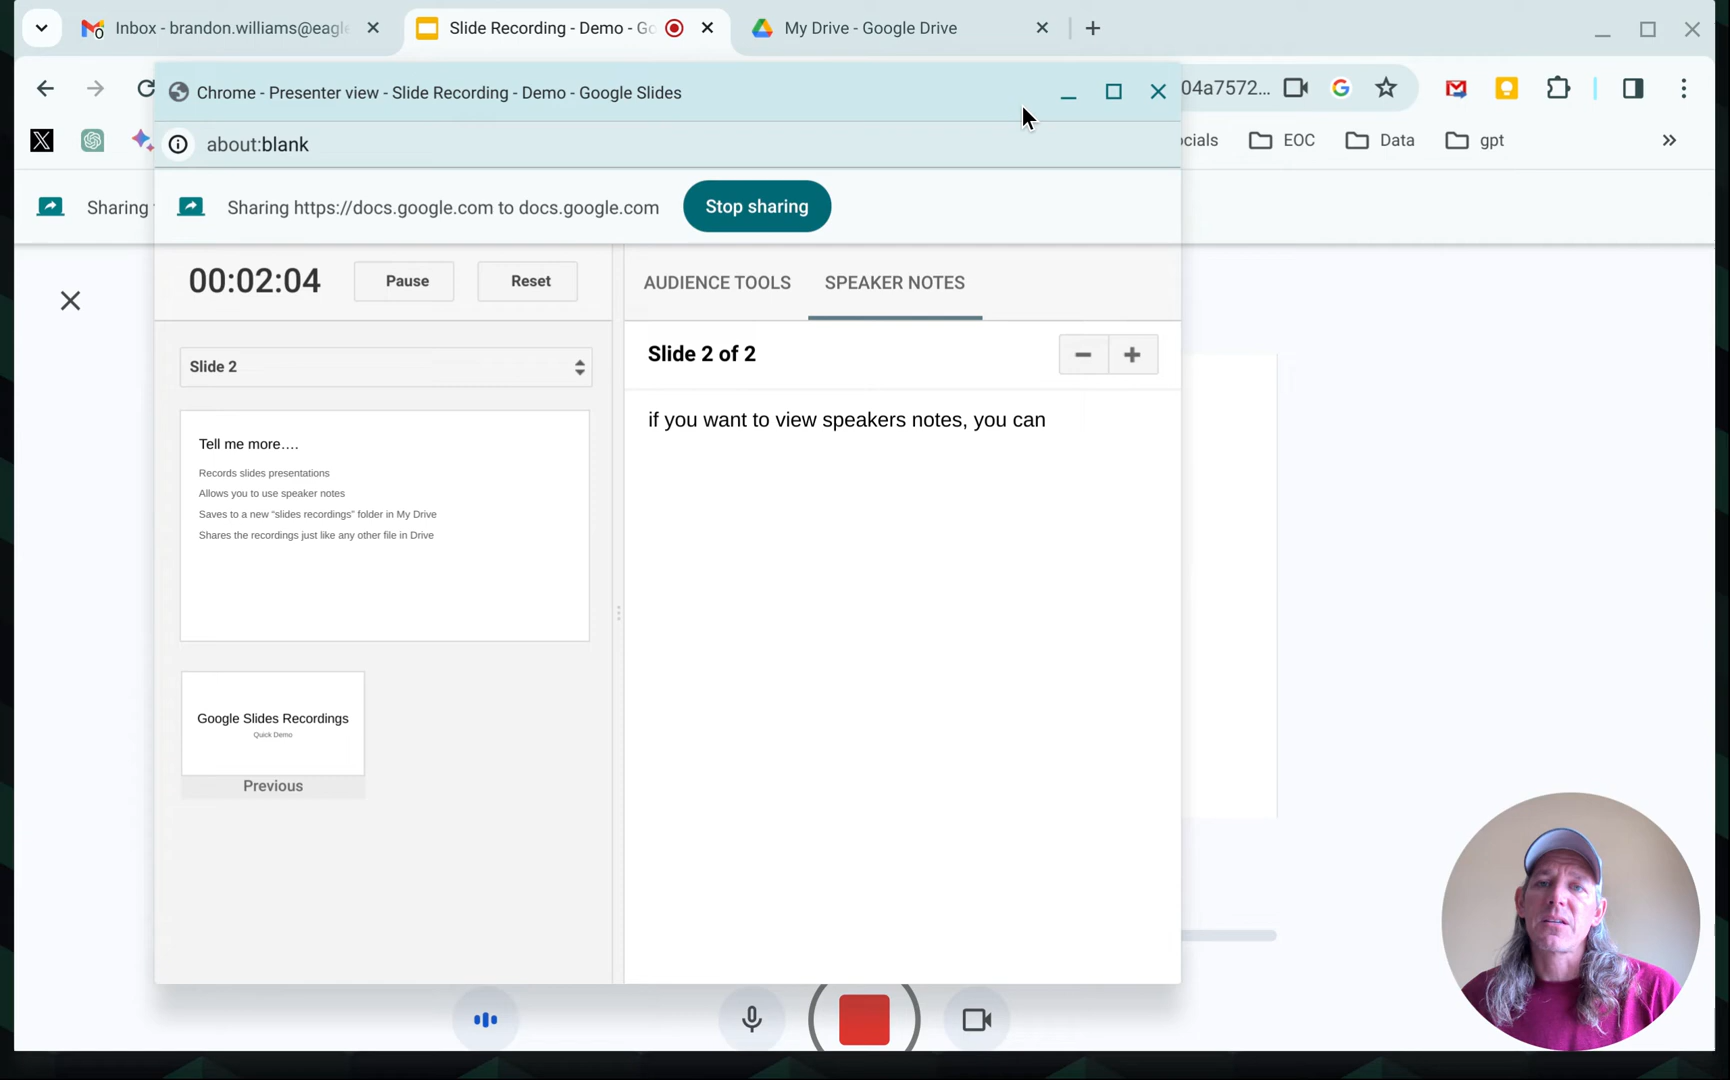 Inbox - brandon.williams@eagle
Slide Recording - Demo - Go
My Drive - Google Drive
Chrome - Presenter view - Slide Recording - Demo - Google Slides
04a7572...
about:blank
ocials
EOC
Data
gpt
Sharing
Sharing https://docs.google.com to docs.google.com
Stop sharing
00:02:04
Pause
Reset
AUDIENCE TOOLS
SPEAKER NOTES
Slide 2
Slide 2 of 2
if you want to view speakers notes, you can
Tell me more....
Records slides presentations
Allows you to use speaker notes
Saves to a new “slides recordings” folder in My Drive
Shares the recordings just like any other file in Drive
Google Slides Recordings
Quick Demo
Previous